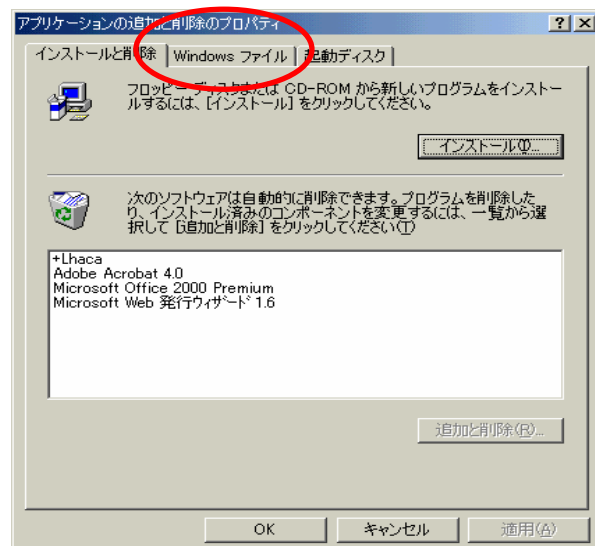 アプリケーションの追加と削除のプロパティ
インストールと削除 Windows ファイル 起動ディスク
フロッピー ディスクまたは CD-ROM から新しいプログラムをインストー
ルするには、[インストール] をクリックしてください。
インストール(I)...
次のソフトウェアは自動的に削除できます。プログラムを削除した
り、インストール済みのコンポーネントを変更するには、一覧から選
択して [追加と削除] をクリックしてください(T)
+Lhaca
Adobe Acrobat 4.0
Microsoft Office 2000 Premium
Microsoft Web 発行ウィザード 1.6
追加と削除(R)...
OK キャンセル 適用(A)